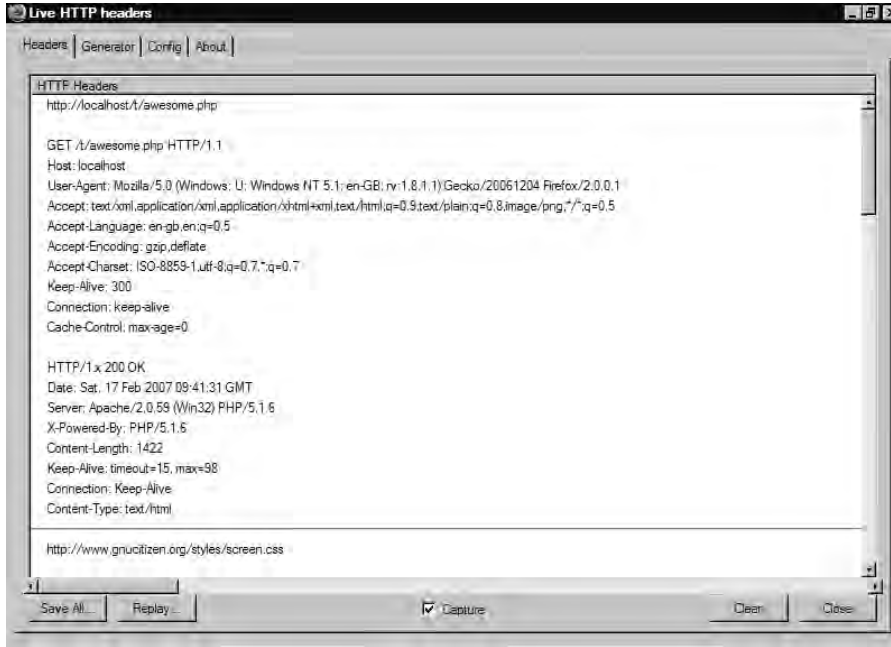 Live HTTP headers
Headers Generator Config About
HTTP Headers
http://localhost/t/awesome.php
GET /t/awesome.php HTTP/1.1
Host: localhost
User-Agent: Mozilla/5.0 (Windows; U; Windows NT 5.1; en-GB; rv:1.8.1.1) Gecko/20061204 Firefox/2.0.0.1
Accept: text/xml,application/xml,application/xhtml+xml,text/html;q=0.9,text/plain;q=0.8,image/png,*/*;q=0.5
Accept-Language: en-gb,en;q=0.5
Accept-Encoding: gzip,deflate
Accept-Charset: ISO-8859-1,utf-8;q=0.7,*;q=0.7
Keep-Alive: 300
Connection: keep-alive
Cache-Control: max-age=0
HTTP/1.x 200 OK
Date: Sat, 17 Feb 2007 09:41:31 GMT
Server: Apache/2.0.59 (Win32) PHP/5.1.6
X-Powered-By: PHP/5.1.6
Content-Length: 1422
Keep-Alive: timeout=15, max=98
Connection: Keep-Alive
Content-Type: text/html
http://www.gnucitizen.org/styles/screen.css
Save All... Replay... Capture Clear Close